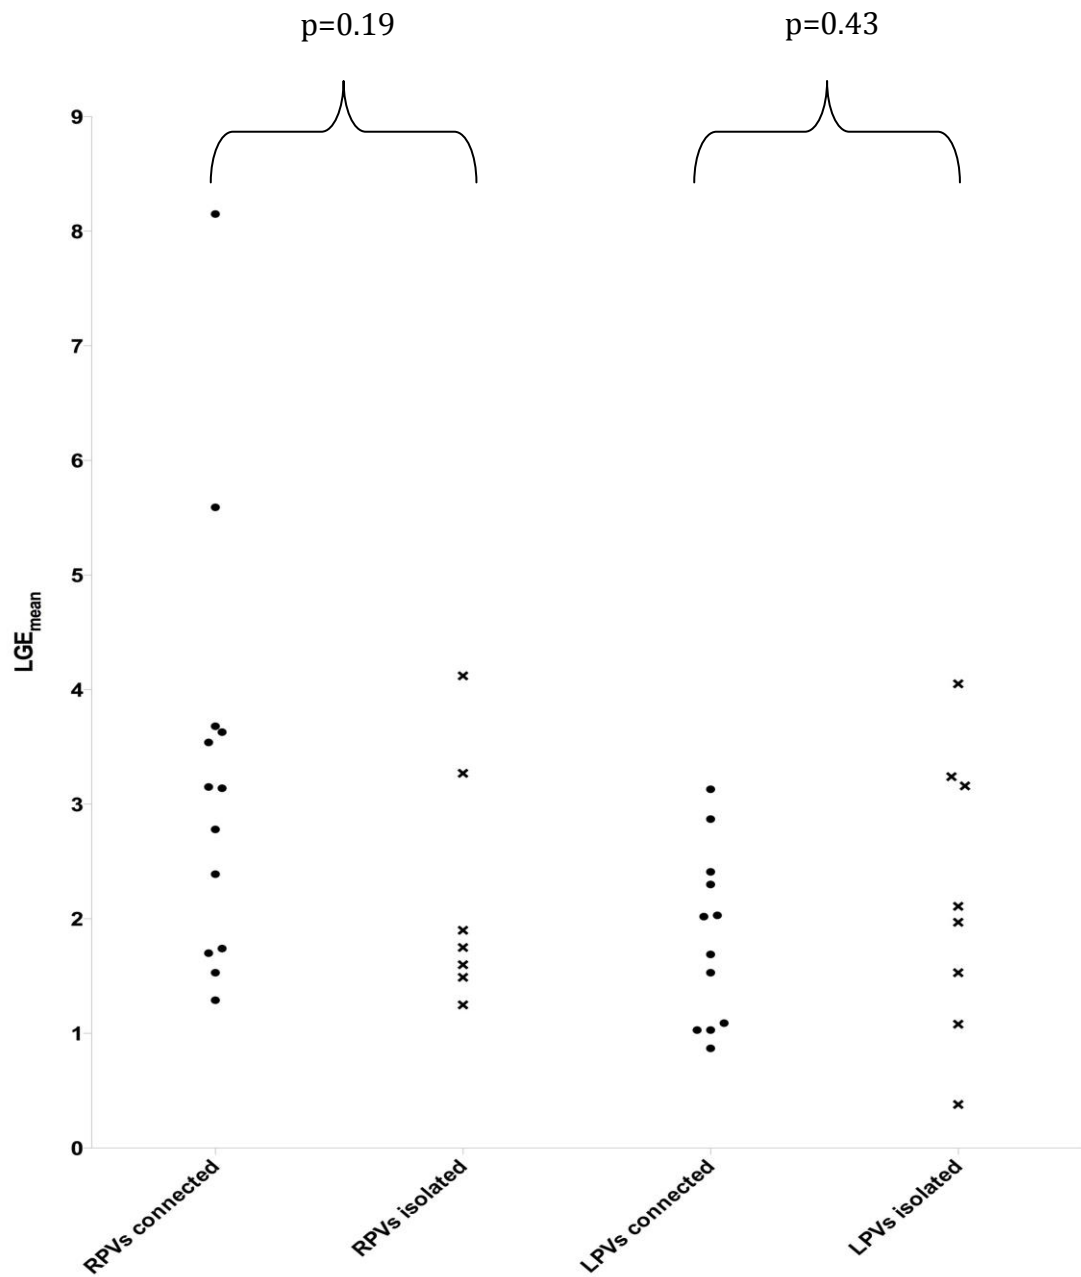 p=0.19
p=0.43
9
8
7
6
5
4
3
2
1
0
LGEmean
RPVs connected
RPVs isolated
LPVs connected
LPVs isolated